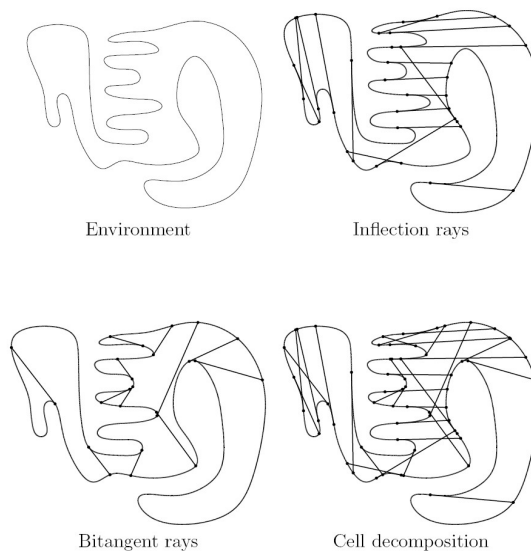 Environment
Inflection rays
Bitangent rays
Cell decomposition